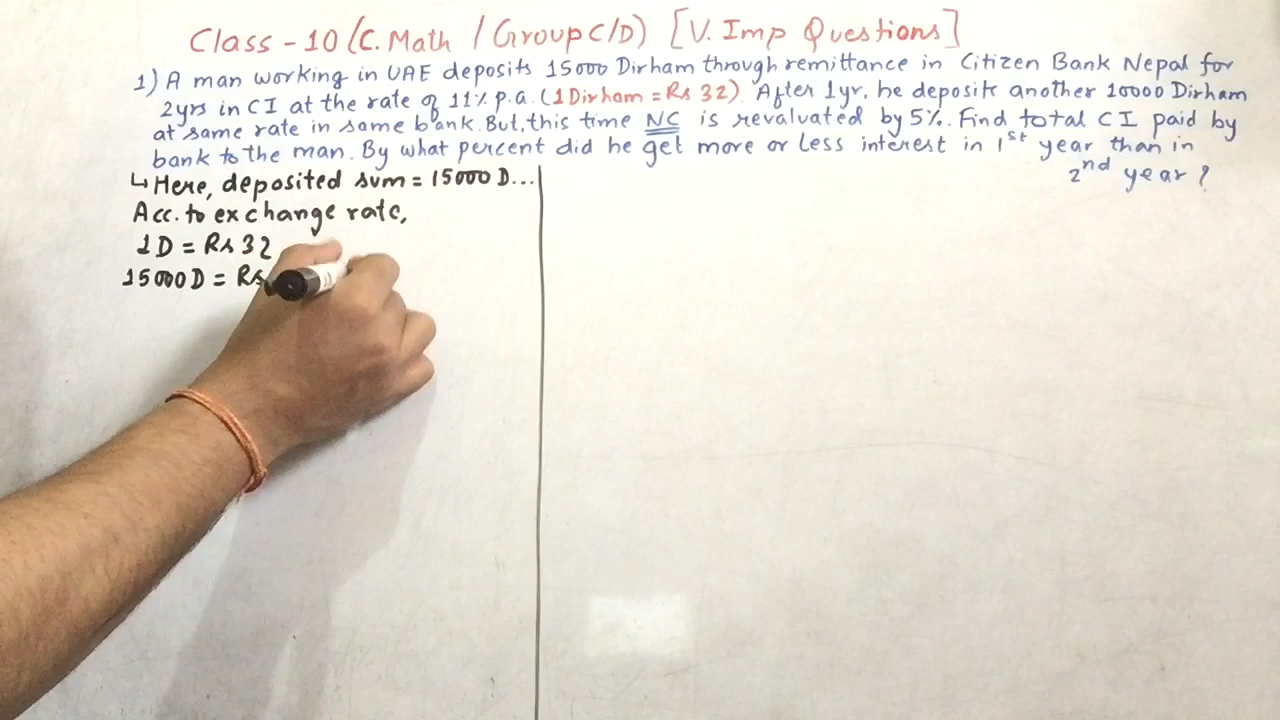 Class - 10 (C. Math / Group C/D) [V. Imp Questions]
1) A man working in UAE deposits 15000 Dirham through remittance in Citizen Bank Nepal for
2yrs in CI at the rate of 11% p.a. (1 Dirham = Rs 32). After 1yr. he deposits another 10000 Dirham
at same rate in same bank. But, this time NC is revaluated by 5%. Find total CI paid by
bank to the man. By what percent did he get more or less interest in 1st year than in
2nd year?
↳ Here, deposited sum = 15000 D...
Acc. to exchange rate,
1D = Rs 32
15000D = Rs